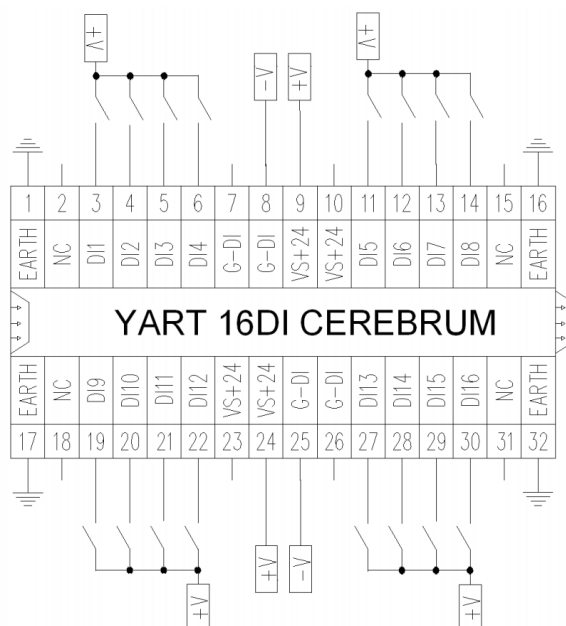 +V +V
-V +V
1 2 3 4 5 6 7 8 9 10 11 12 13 14 15 16
EARTH NC DI1 DI2 DI3 DI4 G-DI G-DI VS+24 VS+24 DI5 DI6 DI7 DI8 NC EARTH
YART 16DI CEREBRUM
EARTH NC DI9 DI10 DI11 DI12 VS+24 VS+24 G-DI G-DI DI13 DI14 DI15 DI16 NC EARTH
17 18 19 20 21 22 23 24 25 26 27 28 29 30 31 32
+V -V
+V +V